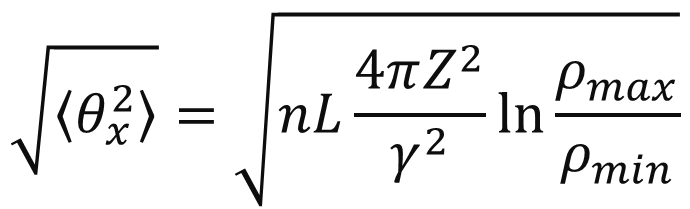 √⟨θ_x^2⟩ = √(nL (4πZ^2)/(γ^2) ln (ρ_max)/(ρ_min))